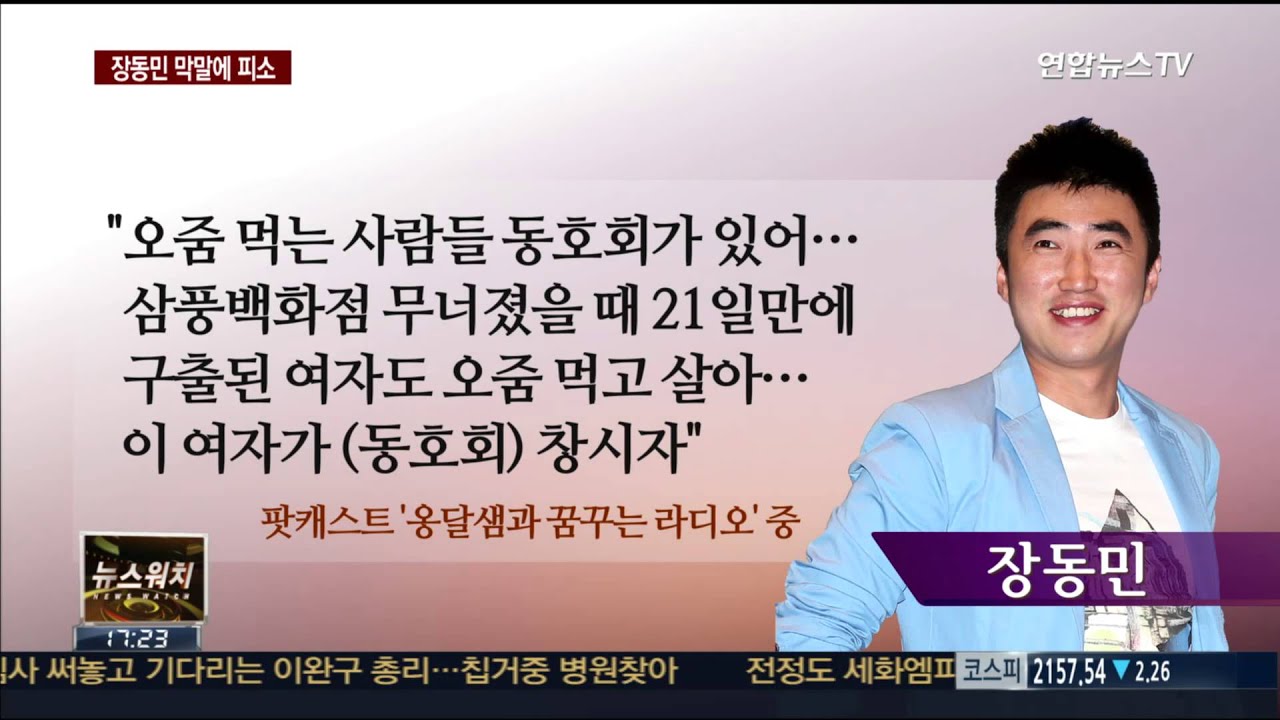 장동민 막말에 피소
연합뉴스TV
"오줌 먹는 사람들 동호회가 있어…
삼풍백화점 무너졌을 때 21일만에
구출된 여자도 오줌 먹고 살아…
이 여자가 (동호회) 창시자"
팟캐스트 '옹달샘과 꿈꾸는 라디오' 중
장동민
뉴스워치
NEWS WATCH
17:23
써놓고 기다리는 이완구 총리…칩거중 병원찾아 전정도 세화엠피 코스피 2157.54 ▼ 2.26